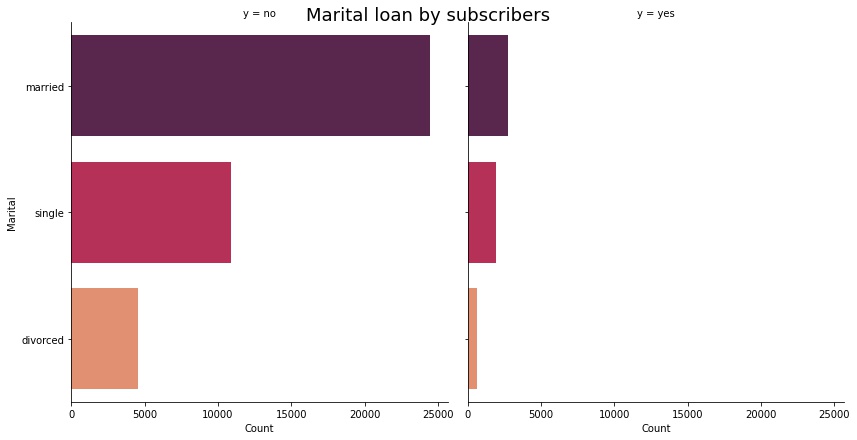 Marital loan by subscribers
y = no
y = yes
Marital
married
single
divorced
0 5000 10000 15000 20000 25000
Count
0 5000 10000 15000 20000 25000
Count